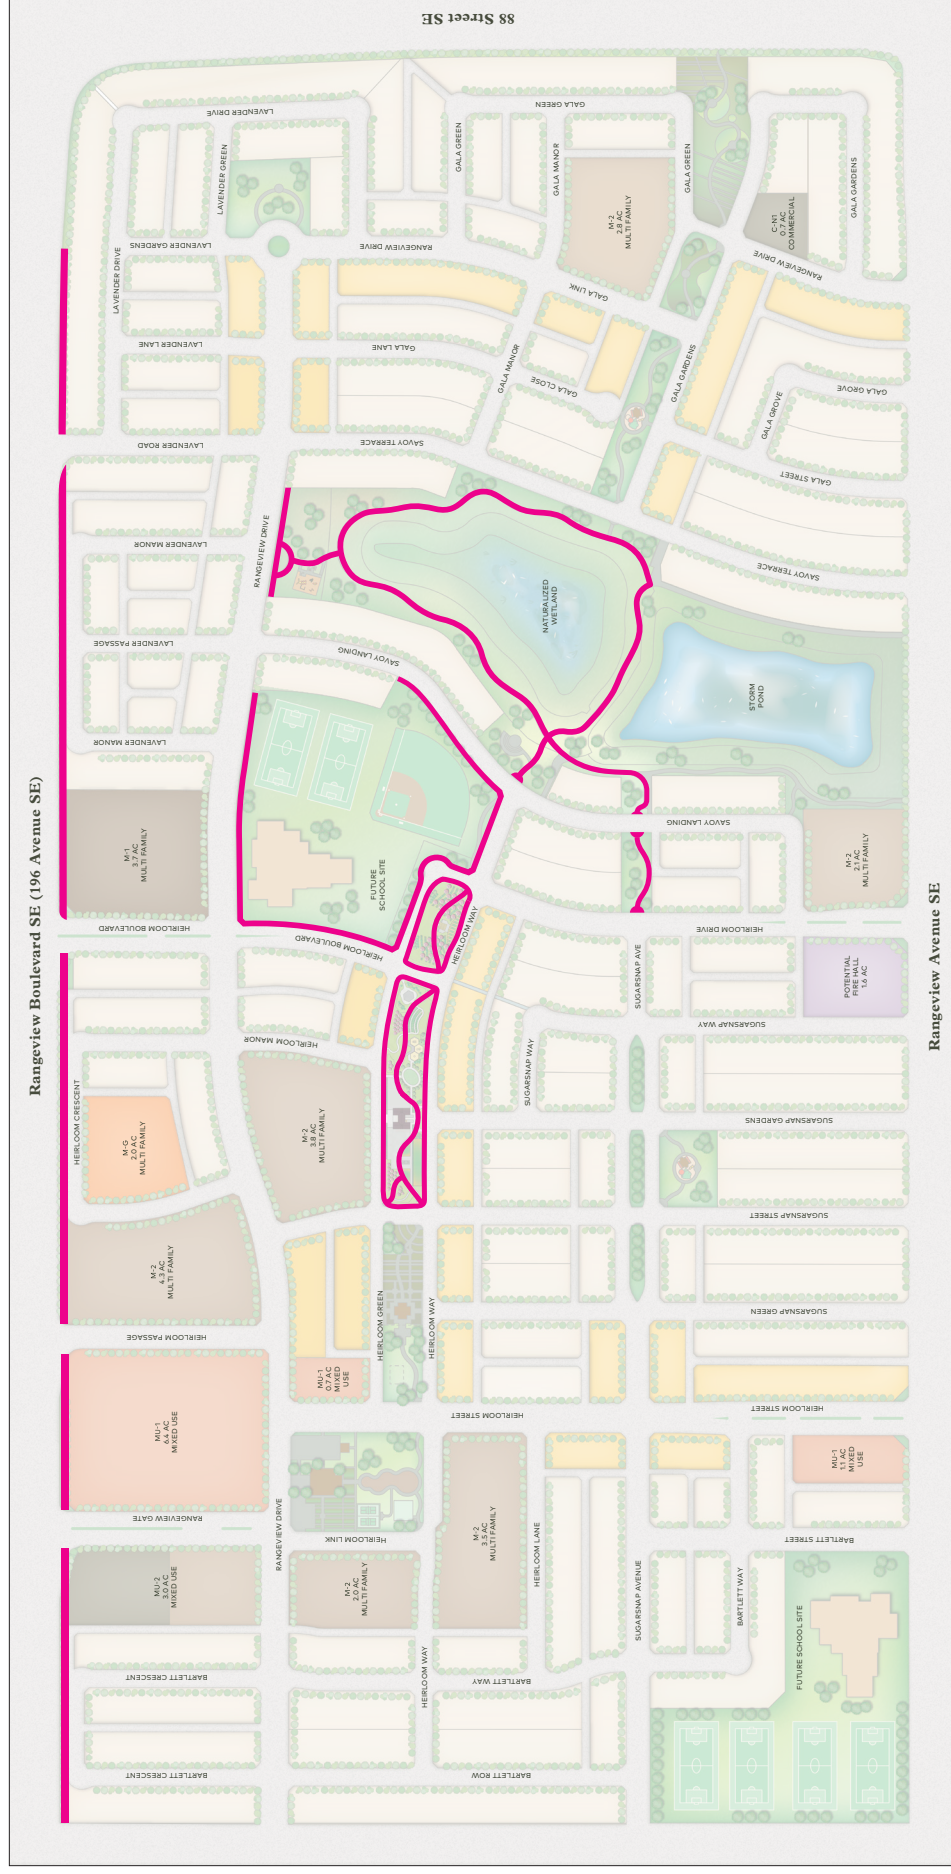 88 Street SE
LAVENDER DRIVE
GALA GREEN
LAVENDER GREEN
GALA GREEN
GALA MANOR
GALA GREEN
GALA GARDENS
M-2
2.8 AC
MULTI FAMILY
C-N1
0.7 AC
COMMERCIAL
LAVENDER GARDENS
RANGEVIEW DRIVE
RANGEVIEW DRIVE
LAVENDER DRIVE
GALA LINK
LAVENDER LANE
GALA LANE
GALA MANOR
GALA CLOSE
GALA GARDENS
GALA GROVE
GALA GROVE
LAVENDER ROAD
SAVOY TERRACE
GALA STREET
LAVENDER MANOR
RANGEVIEW DRIVE
SAVOY TERRACE
NATURALIZED
WETLAND
LAVENDER PASSAGE
SAVOY LANDING
STORM
POND
LAVENDER MANOR
Rangeview Boulevard SE (196 Avenue SE)
M-1
3.7 AC
MULTI FAMILY
SAVOY LANDING
M-2
2.1 AC
MULTI FAMILY
FUTURE
SCHOOL SITE
HEIRLOOM BOULEVARD
HEIRLOOM BOULEVARD
HEIRLOOM WAY
HEIRLOOM DRIVE
Rangeview Avenue SE
SUGARSNAP AVE
POTENTIAL
FIRE HALL
1.6 AC
SUGARSNAP WAY
HEIRLOOM MANOR
SUGARSNAP WAY
HEIRLOOM CRESCENT
M-G
2.0 AC
MULTI FAMILY
M-2
3.8 AC
MULTI FAMILY
SUGARSNAP GARDENS
SUGARSNAP STREET
M-2
4.3 AC
MULTI FAMILY
HEIRLOOM PASSAGE
HEIRLOOM GREEN
HEIRLOOM WAY
SUGARSNAP GREEN
MU-1
0.7 AC
MIXED
USE
MU-1
6.4 AC
MIXED USE
HEIRLOOM STREET
HEIRLOOM STREET
MU-1
1.1 AC
MIXED
USE
RANGEVIEW GATE
RANGEVIEW DRIVE
HEIRLOOM LINK
M-2
3.5 AC
MULTI FAMILY
HEIRLOOM LANE
BARTLETT STREET
MU-2
3.0 AC
MIXED USE
M-2
2.0 AC
MULTI FAMILY
SUGARSNAP AVENUE
BARTLETT WAY
FUTURE SCHOOL SITE
BARTLETT CRESCENT
HEIRLOOM WAY
BARTLETT WAY
BARTLETT CRESCENT
BARTLETT ROW